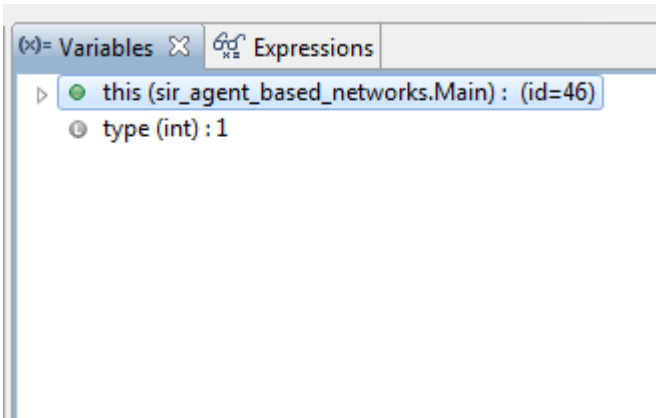 (x)= Variables Expressions
this (sir_agent_based_networks.Main) : (id=46)
type (int) : 1